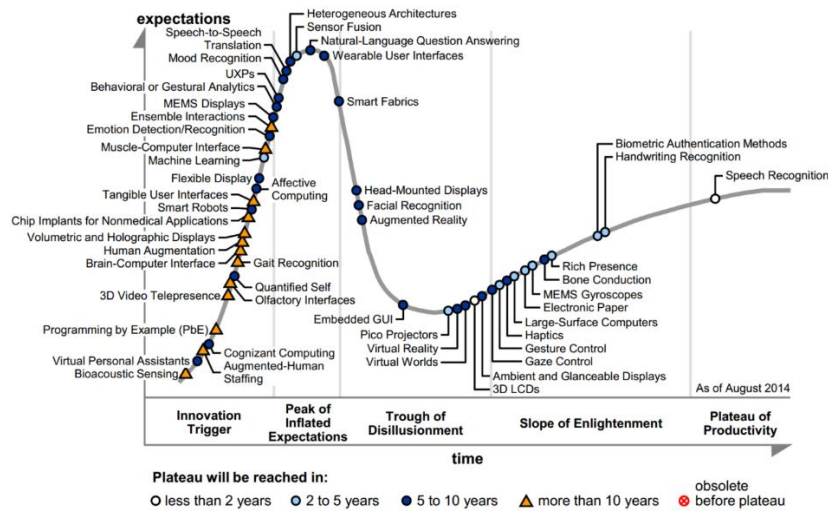 expectations
Heterogeneous Architectures
Sensor Fusion
Natural-Language Question Answering
Wearable User Interfaces
Speech-to-Speech
Translation
Mood Recognition
UXPs
Behavioral or Gestural Analytics
MEMS Displays
Ensemble Interactions
Emotion Detection/Recognition
Muscle-Computer Interface
Machine Learning
Flexible Display
Affective
Computing
Tangible User Interfaces
Smart Robots
Chip Implants for Nonmedical Applications
Volumetric and Holographic Displays
Human Augmentation
Brain-Computer Interface
Gait Recognition
Quantified Self
Olfactory Interfaces
3D Video Telepresence
Programming by Example (PbE)
Cognizant Computing
Virtual Personal Assistants
Augmented-Human
Staffing
Bioacoustic Sensing
Smart Fabrics
Head-Mounted Displays
Facial Recognition
Augmented Reality
Embedded GUI
Pico Projectors
Virtual Reality
Virtual Worlds
3D LCDs
Ambient and Glanceable Displays
Gaze Control
Gesture Control
Haptics
Large-Surface Computers
Electronic Paper
MEMS Gyroscopes
Bone Conduction
Rich Presence
Biometric Authentication Methods
Handwriting Recognition
Speech Recognition
As of August 2014
Innovation
Trigger
Peak of
Inflated
Expectations
Trough of
Disillusionment
Slope of Enlightenment
Plateau of
Productivity
time
Plateau will be reached in:
less than 2 years
2 to 5 years
5 to 10 years
more than 10 years
obsolete
before plateau